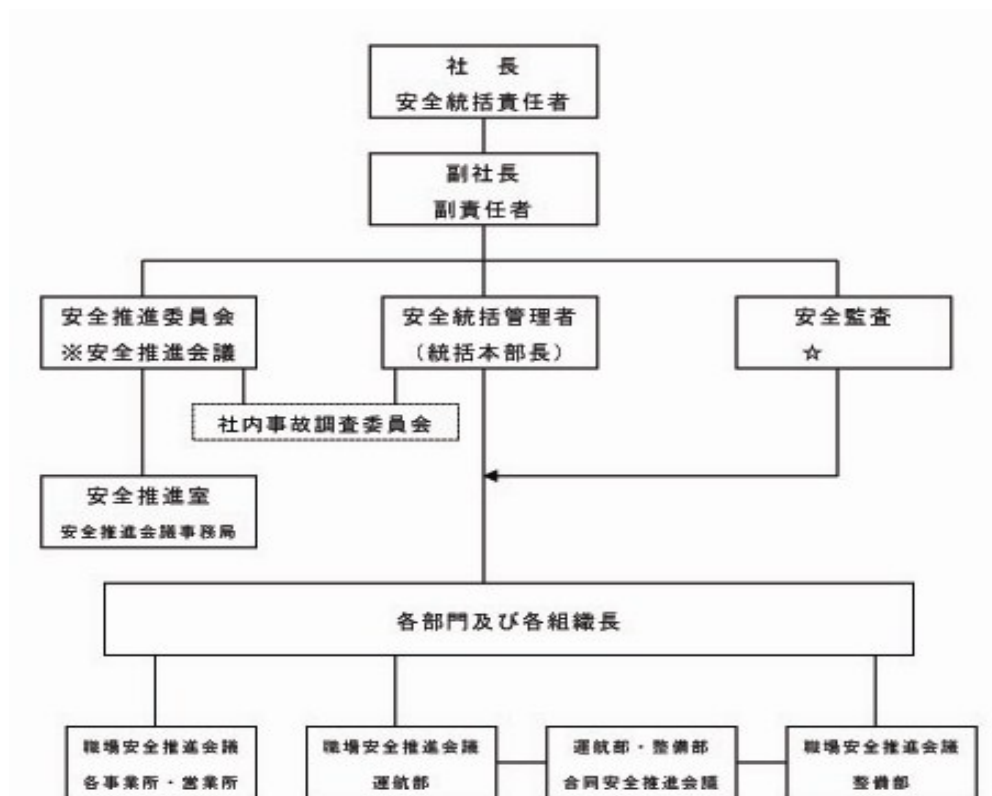 社　長
安全統括責任者
副社長
副責任者
安全推進委員会
※安全推進会議
安全統括管理者
（統括本部長）
安全監査
☆
社内事故調査委員会
安全推進室
安全推進会議事務局
各部門及び各組織長
職場安全推進会議
各事業所・営業所
職場安全推進会議
運航部
運航部・整備部
合同安全推進会議
職場安全推進会議
整備部